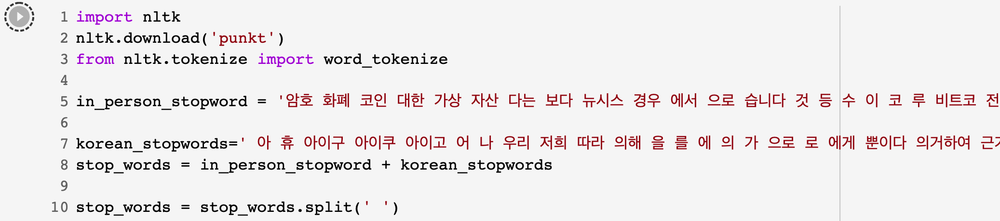 1 import nltk
2 nltk.download('punkt')
3 from nltk.tokenize import word_tokenize
4
5 in_person_stopword = '암호 화폐 코인 대한 가상 자산 다는 보다 뉴시스 경우 에서 으로 습니다 것 등 수 이 코 루 비트코 전
6
7 korean_stopwords=' 아 휴 아이구 아이쿠 아이고 어 나 우리 저희 따라 의해 을 를 에 의 가 으로 로 에게 뿐이다 의거하여
8 stop_words = in_person_stopword + korean_stopwords
9
10 stop_words = stop_words.split(' ')